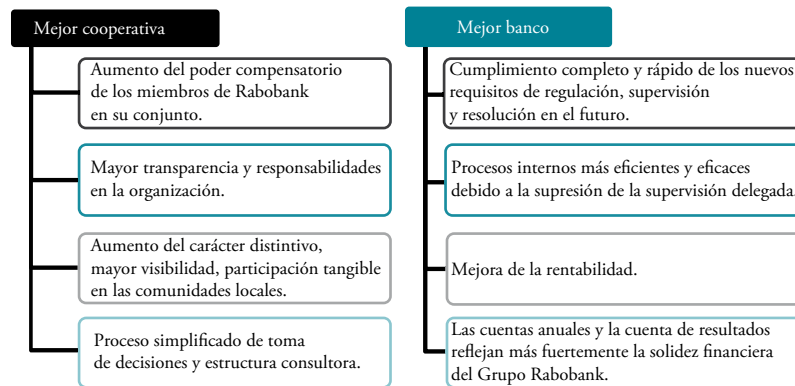 Mejor cooperativa
Aumento del poder compensatorio
de los miembros de Rabobank
en su conjunto.
Mayor transparencia y responsabilidades
en la organización.
Aumento del carácter distintivo,
mayor visibilidad, participación tangible
en las comunidades locales.
Proceso simplificado de toma
de decisiones y estructura consultora.
Mejor banco
Cumplimiento completo y rápido de los nuevos
requisitos de regulación, supervisión
y resolución en el futuro.
Procesos internos más eficientes y eficaces
debido a la supresión de la supervisión delegada.
Mejora de la rentabilidad.
Las cuentas anuales y la cuenta de resultados
reflejan más fuertemente la solidez financiera
del Grupo Rabobank.